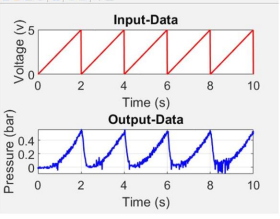 Input-Data
Voltage (v)
5
0
0 2 4 6 8 10
Time (s)
Output-Data
Pressure (bar)
0.4
0.2
0
0 2 4 6 8 10
Time (s)